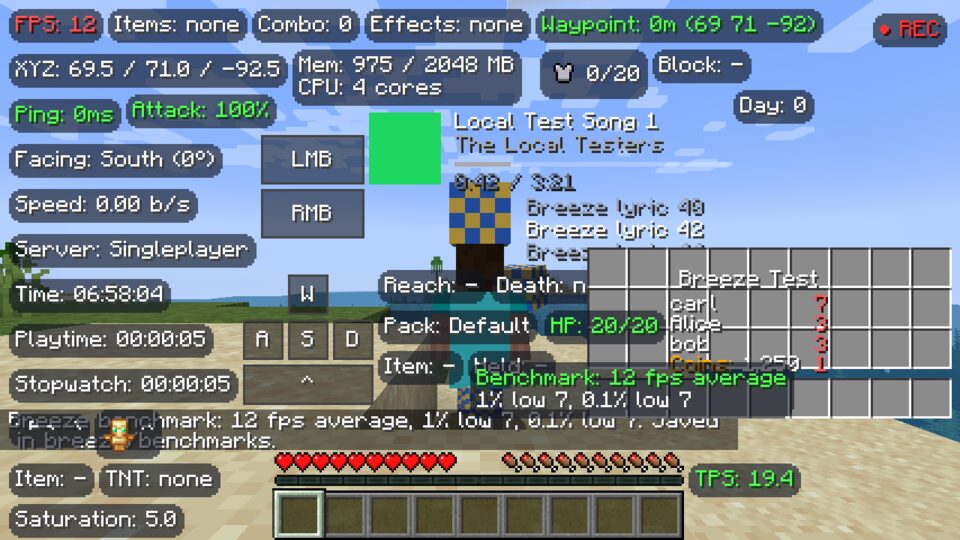 FPS: 12
Items: none
Combo: 0
Effects: none
Waypoint: 0m (69 71 -92)
● REC
XYZ: 69.5 / 71.0 / -92.5
Mem: 975 / 2048 MB
CPU: 4 cores
0/20
Block: -
Ping: 0ms
Attack: 100%
Day: 0
Local Test Song 1
The Local Testers
0:42 / 3:21
Facing: South (0°)
LMB
Speed: 0.00 b/s
RMB
Breeze lyric 40
Breeze lyric 42
Breeze lyric
Server: Singleplayer
Time: 06:58:04
W
Reach: -
Death:
Breeze Test
carl 7
Alice 3
bob 3
Coins: 1,250 1
Playtime: 00:00:05
A
S
D
Pack: Default
HP: 20/20
Item: -
Held: -
Stopwatch: 00:00:05
^
Benchmark: 12 fps average
1% low 7, 0.1% low 7
Breeze benchmark: 12 fps average, 1% low 7, 0.1% low 7. Saved
in breeze benchmarks.
Item: -
TNT: none
TPS: 19.4
Saturation: 5.0